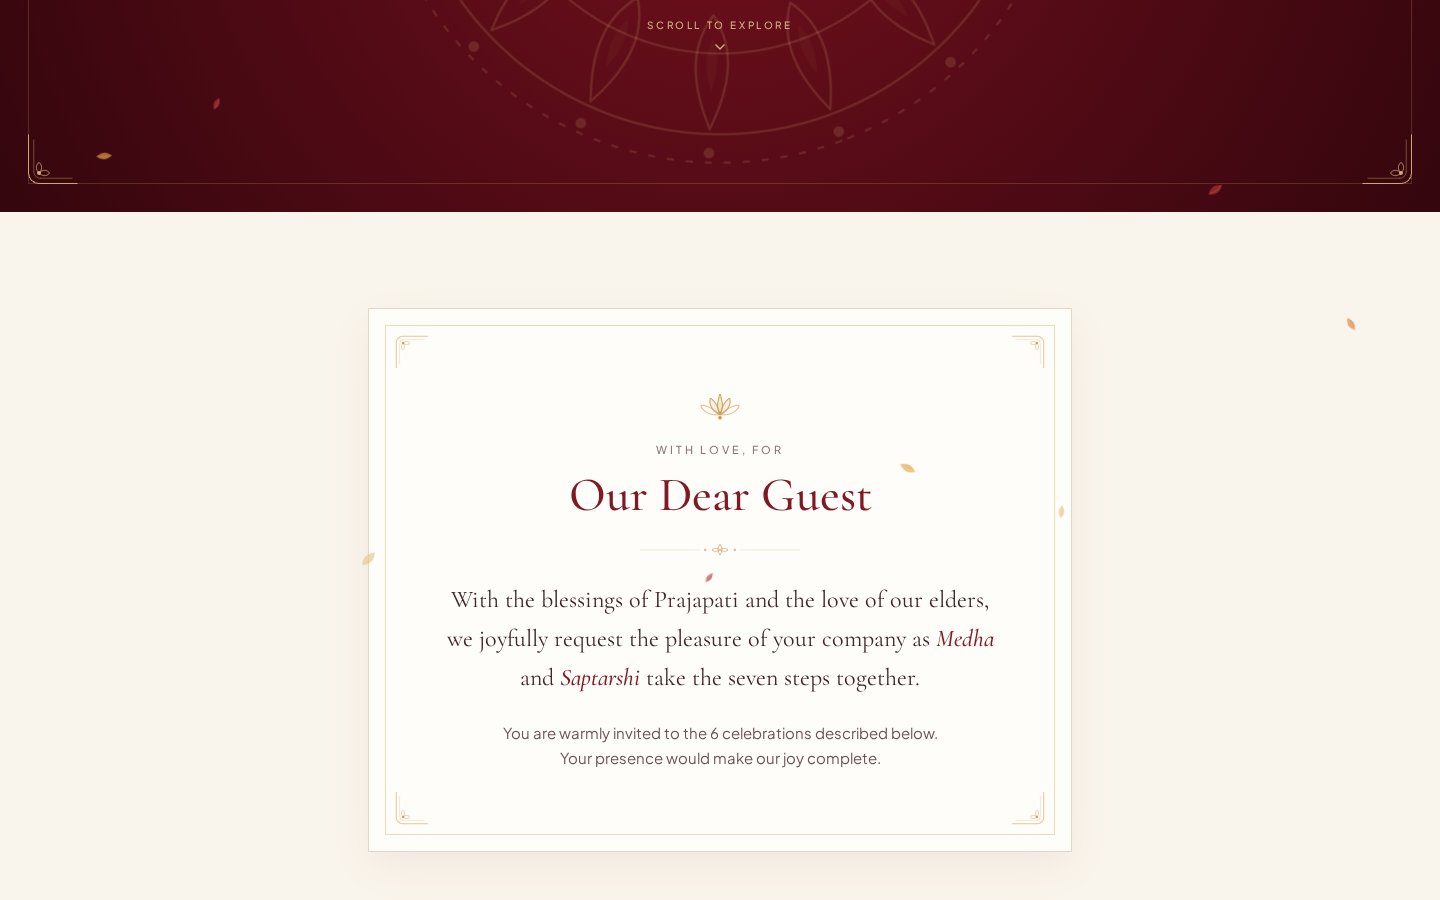 SCROLL TO EXPLORE
WITH LOVE, FOR
Our Dear Guest
With the blessings of Prajapati and the love of our elders,
we joyfully request the pleasure of your company as Medha
and Saptarshi take the seven steps together.
You are warmly invited to the 6 celebrations described below.
Your presence would make our joy complete.